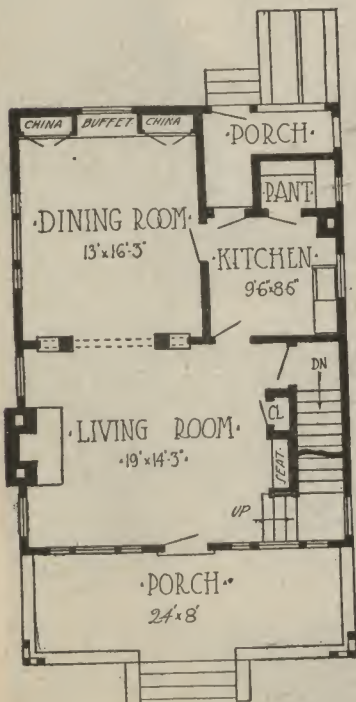 CHINA BUFFET CHINA
PORCH
PANT.
DINING ROOM
13'x16'-3"
KITCHEN
9'6"x8'6"
DN
CL
LIVING ROOM
19'x14'-3"
SEAT
UP
PORCH
24'x8'